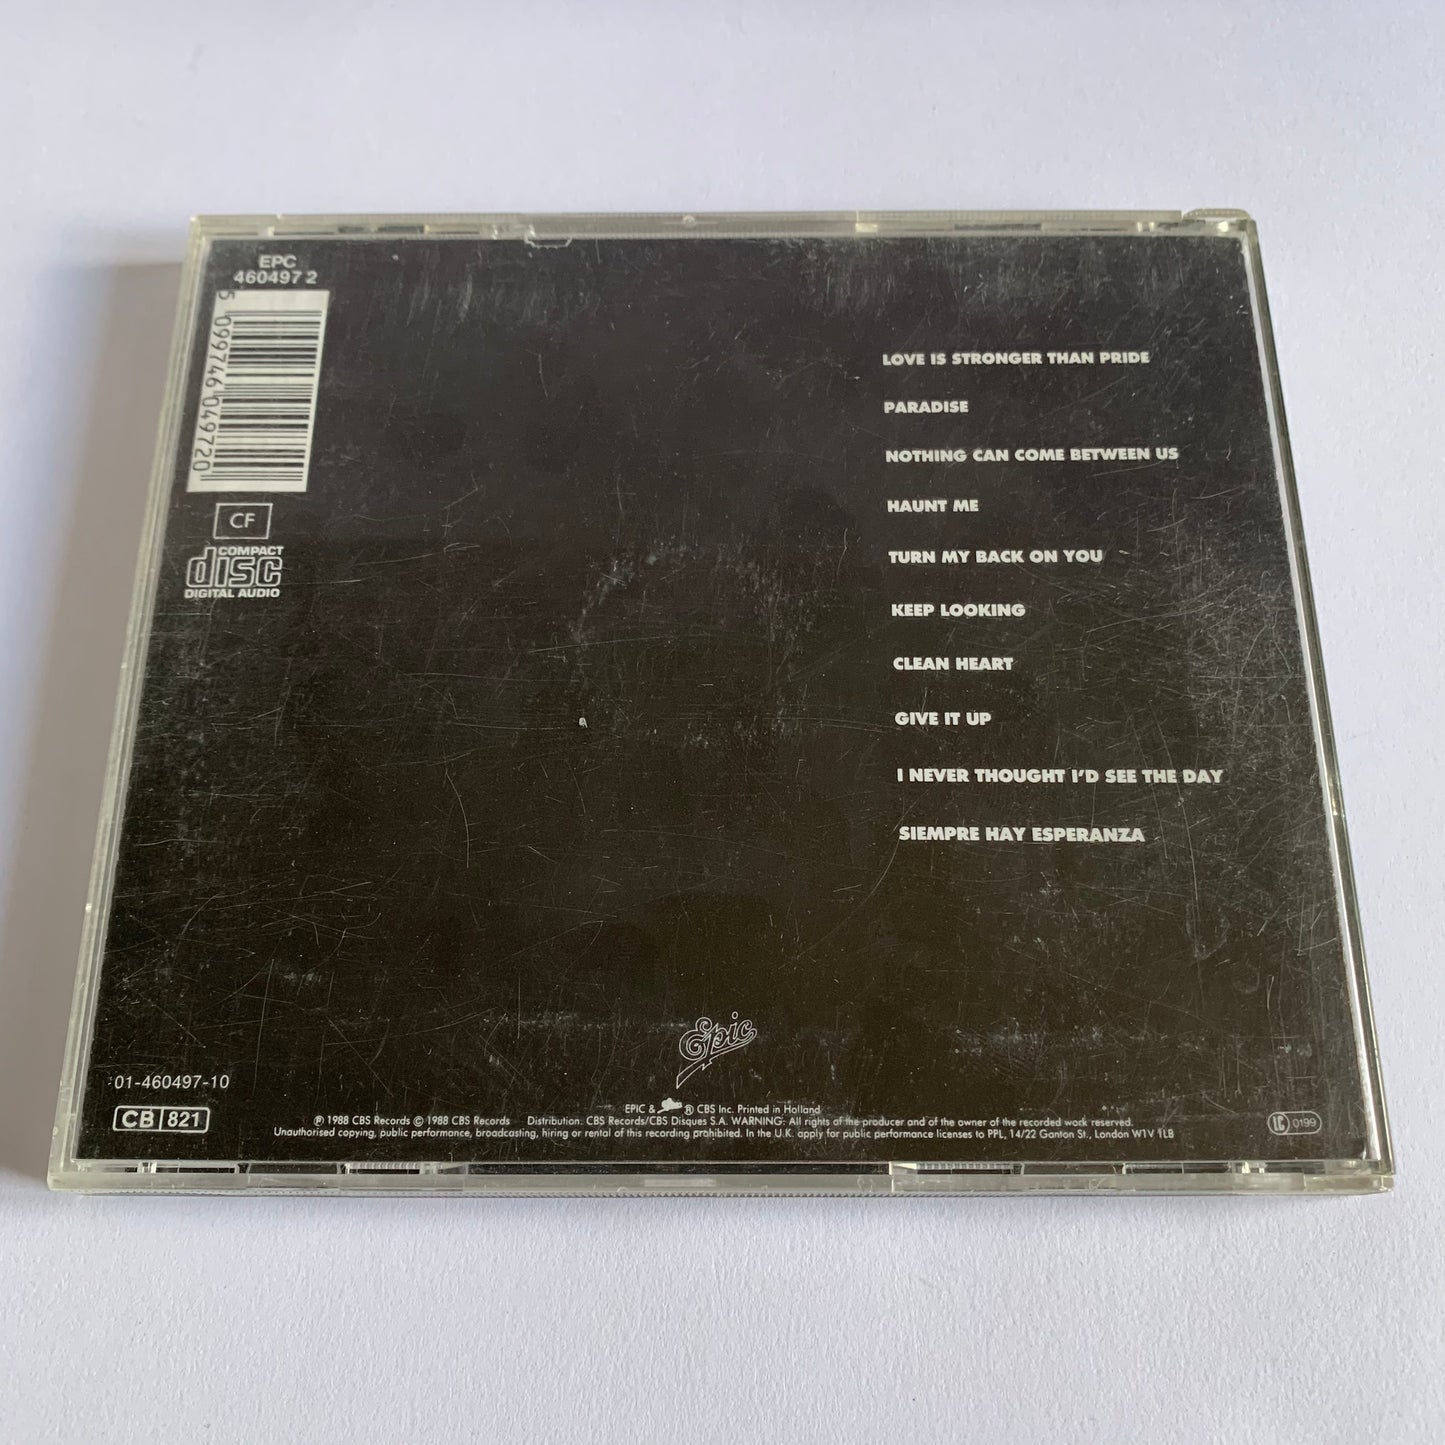 EPC
460497 2
5 099746 049720
CF
COMPACT
disc
DIGITAL AUDIO
LOVE IS STRONGER THAN PRIDE
PARADISE
NOTHING CAN COME BETWEEN US
HAUNT ME
TURN MY BACK ON YOU
KEEP LOOKING
CLEAN HEART
GIVE IT UP
I NEVER THOUGHT I'D SEE THE DAY
SIEMPRE HAY ESPERANZA
Epic
01-460497-10
CB 821
EPIC & ® CBS Inc. Printed in Holland
℗ 1988 CBS Records © 1988 CBS Records Distribution: CBS Records/CBS Disques S.A. WARNING: All rights of the producer and of the owner of the recorded work reserved.
Unauthorised copying, public performance, broadcasting, hiring or rental of this recording prohibited. In the U.K. apply for public performance licenses to PPL, 14/22 Ganton St., London W1V 1LB
LC 0199